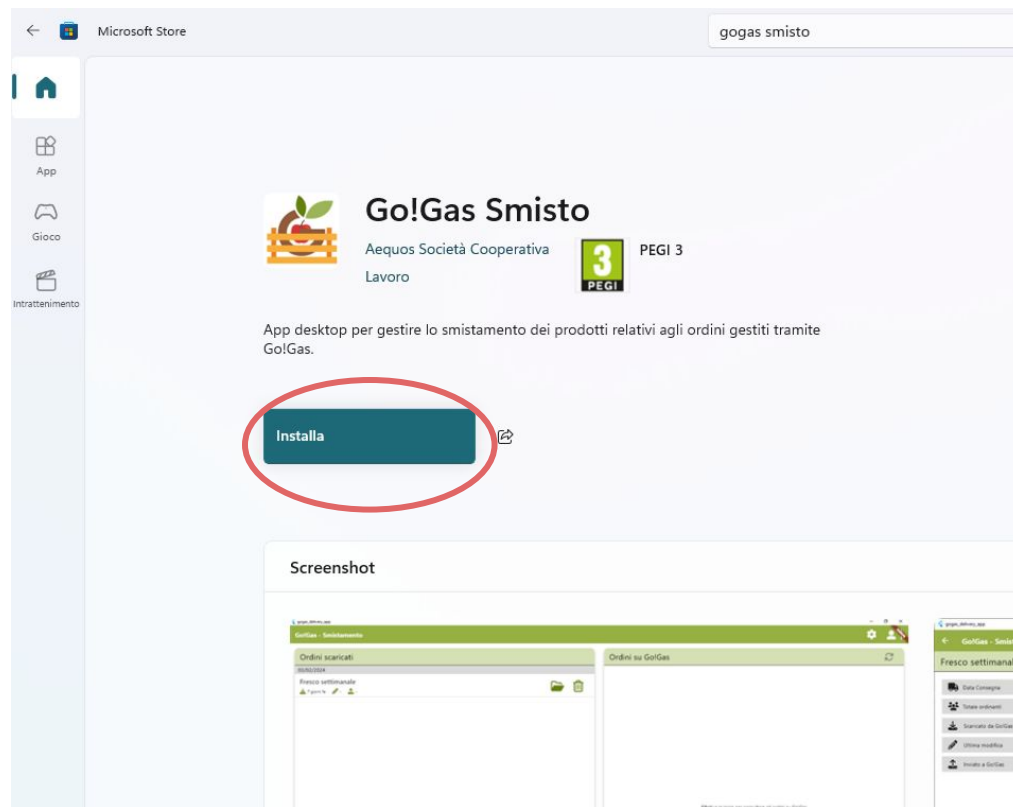 Microsoft Store
gogas smisto
App
Gioco
Intrattenimento
Go!Gas Smisto
Aequos Società Cooperativa
Lavoro
3
PEGI
PEGI 3
App desktop per gestire lo smistamento dei prodotti relativi agli ordini gestiti tramite
Go!Gas.
Installa
Screenshot
Go!Gas - Smistamento
Ordini scaricati
Ordini su Go!Gas
Fresco settimanale
Data Consegna
Totale ordinanti
Scaricato da Go!Gas
Ultima modifica
Inviato a Go!Gas